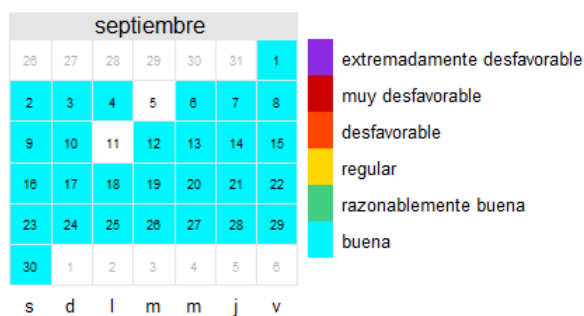 septiembre
26 27 28 29 30 31 1
2 3 4 5 6 7 8
9 10 11 12 13 14 15
16 17 18 19 20 21 22
23 24 25 26 27 28 29
30 1 2 3 4 5 6
s d l m m j v
extremadamente desfavorable
muy desfavorable
desfavorable
regular
razonablemente buena
buena